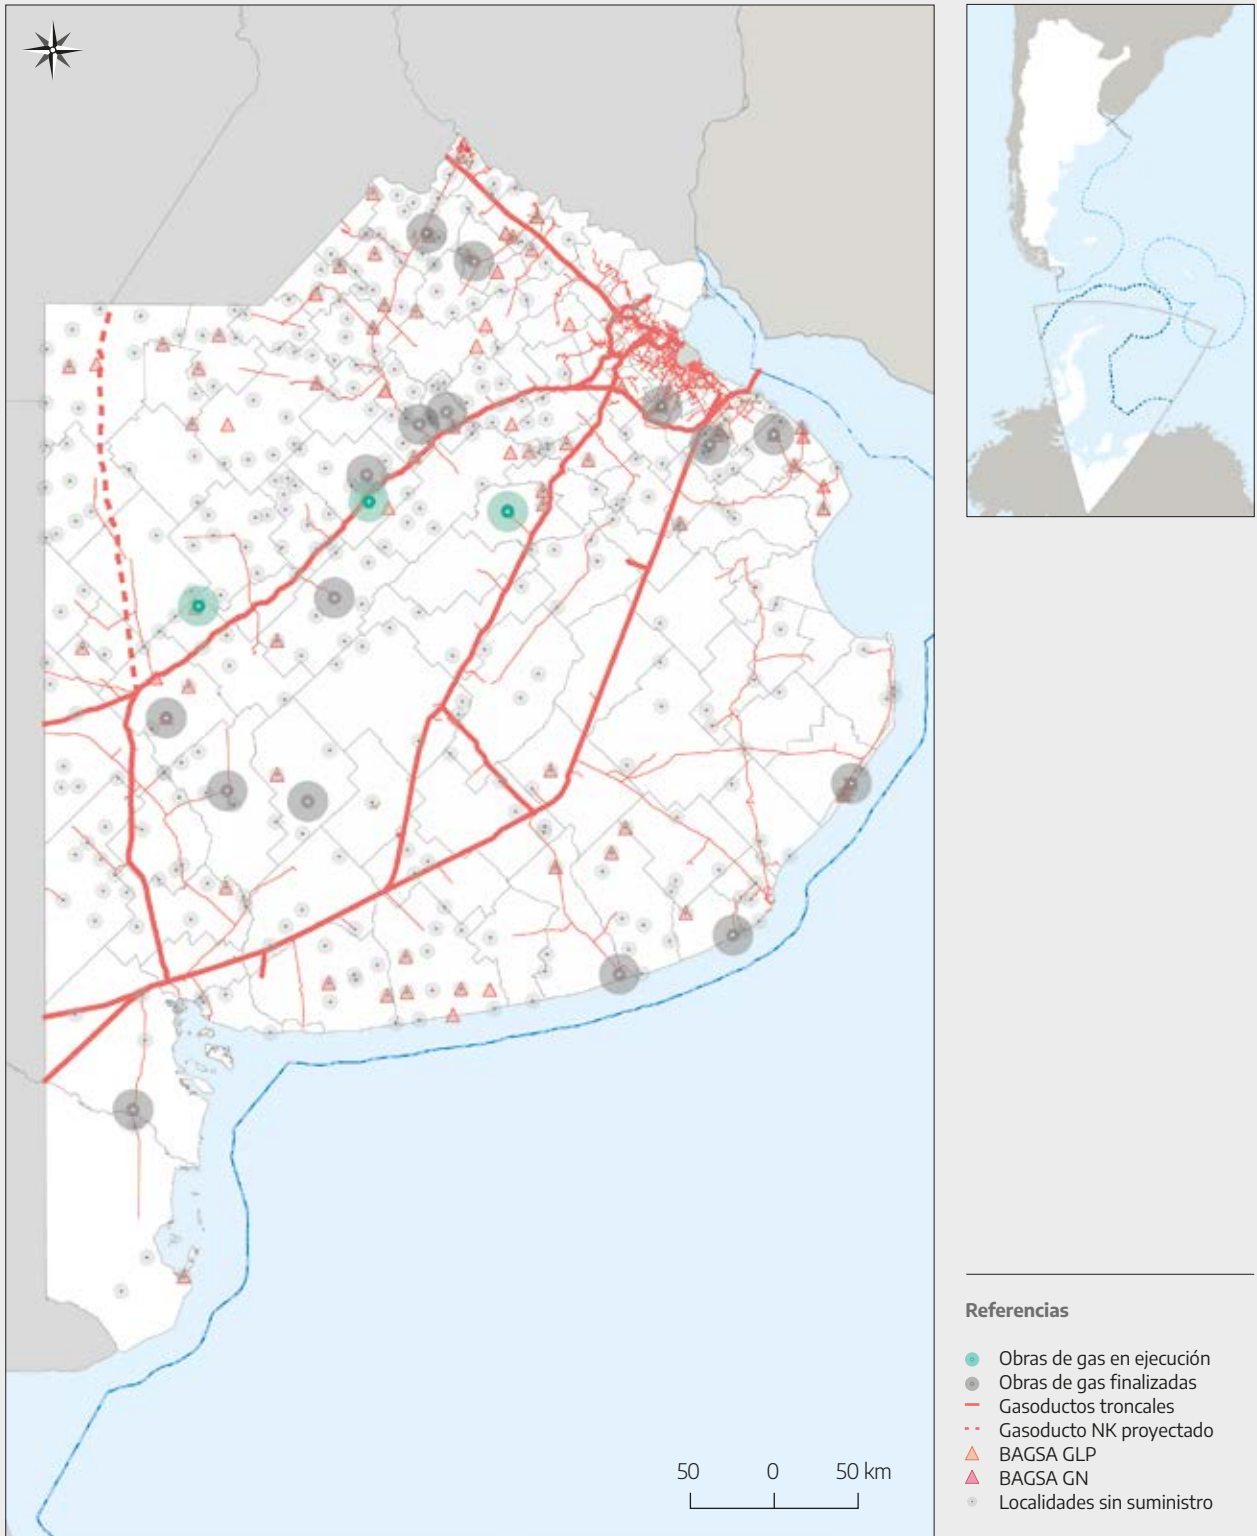 50 0 50 km
Referencias
Obras de gas en ejecución
Obras de gas finalizadas
Gasoductos troncales
Gasoducto NK proyectado
BAGSA GLP
BAGSA GN
Localidades sin suministro